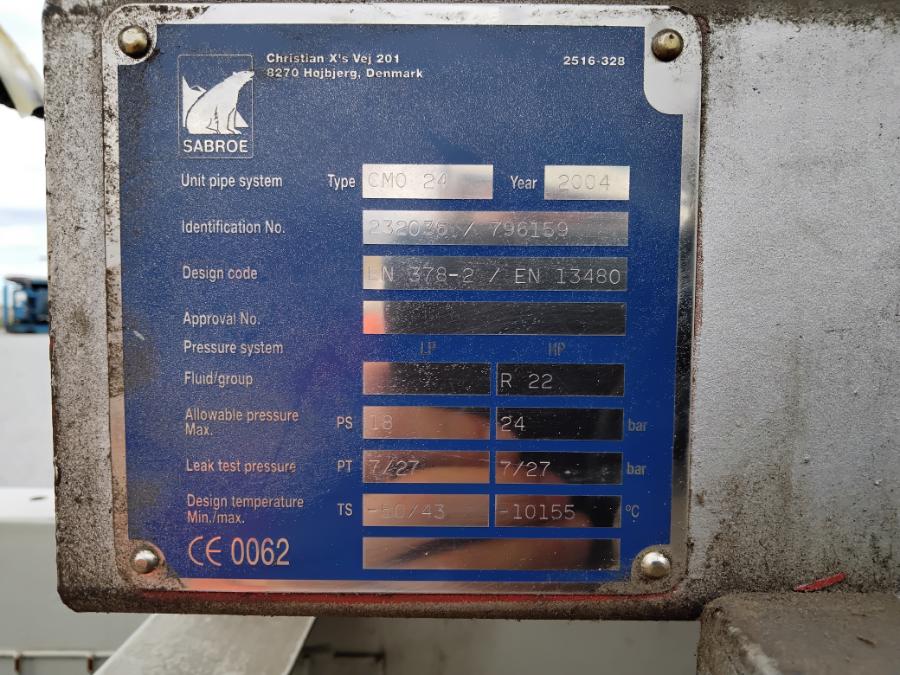 Christian X's Vej 201
8270 Højbjerg, Denmark
2516-328
SABROE
Unit pipe system Type CMO 24 Year 2004
Identification No. 232036 / 796159
Design code EN 378-2 / EN 13480
Approval No.
Pressure system LP HP
Fluid/group R 22
Allowable pressure
Max. PS 18 24 bar
Leak test pressure PT 7/27 7/27 bar
Design temperature
Min./max. TS -50/43 -10155 °C
CE 0062